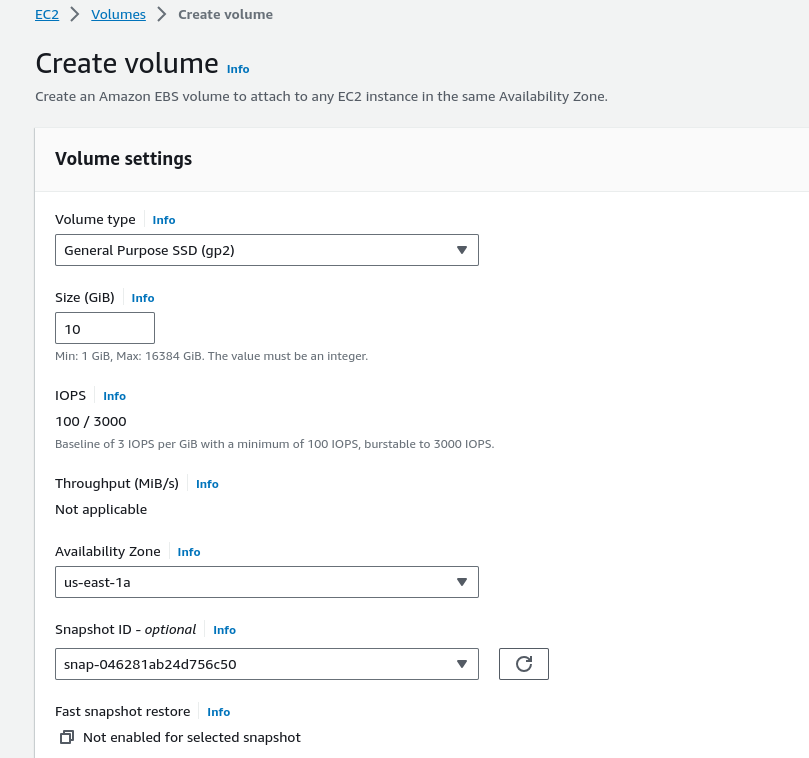 EC2 > Volumes > Create volume
Create volume Info
Create an Amazon EBS volume to attach to any EC2 instance in the same Availability Zone.
Volume settings
Volume type Info
General Purpose SSD (gp2)
Size (GiB) Info
10
Min: 1 GiB, Max: 16384 GiB. The value must be an integer.
IOPS Info
100 / 3000
Baseline of 3 IOPS per GiB with a minimum of 100 IOPS, burstable to 3000 IOPS.
Throughput (MiB/s) Info
Not applicable
Availability Zone Info
us-east-1a
Snapshot ID - optional Info
snap-046281ab24d756c50
Fast snapshot restore Info
Not enabled for selected snapshot